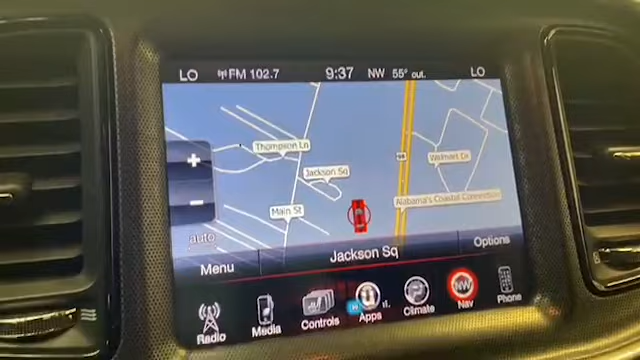 LO FM 102.7 9:37 NW 55° out. LO
Thompson Ln
Walmart Dr
Jackson Sq
Alabama's Coastal Connection
Main St
+
-
auto
Menu Jackson Sq Options
NW
Radio Media Controls Apps Climate Nav Phone